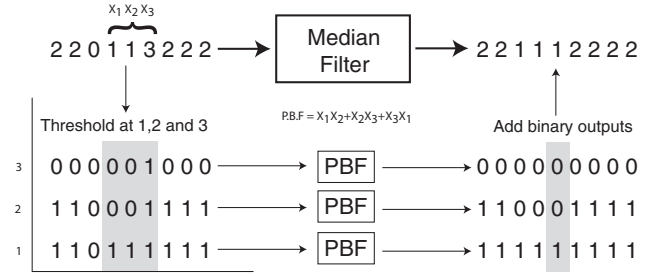 X1 X2 X3
2 2 0 1 1 3 2 2 2
Median Filter
2 2 1 1 1 2 2 2 2
Threshold at 1,2 and 3
P.B.F = X1X2+X2X3+X3X1
Add binary outputs
3 0 0 0 0 0 1 0 0 0 PBF 0 0 0 0 0 0 0 0 0
2 1 1 0 0 0 1 1 1 1 PBF 1 1 0 0 0 1 1 1 1
1 1 1 0 1 1 1 1 1 1 PBF 1 1 1 1 1 1 1 1 1